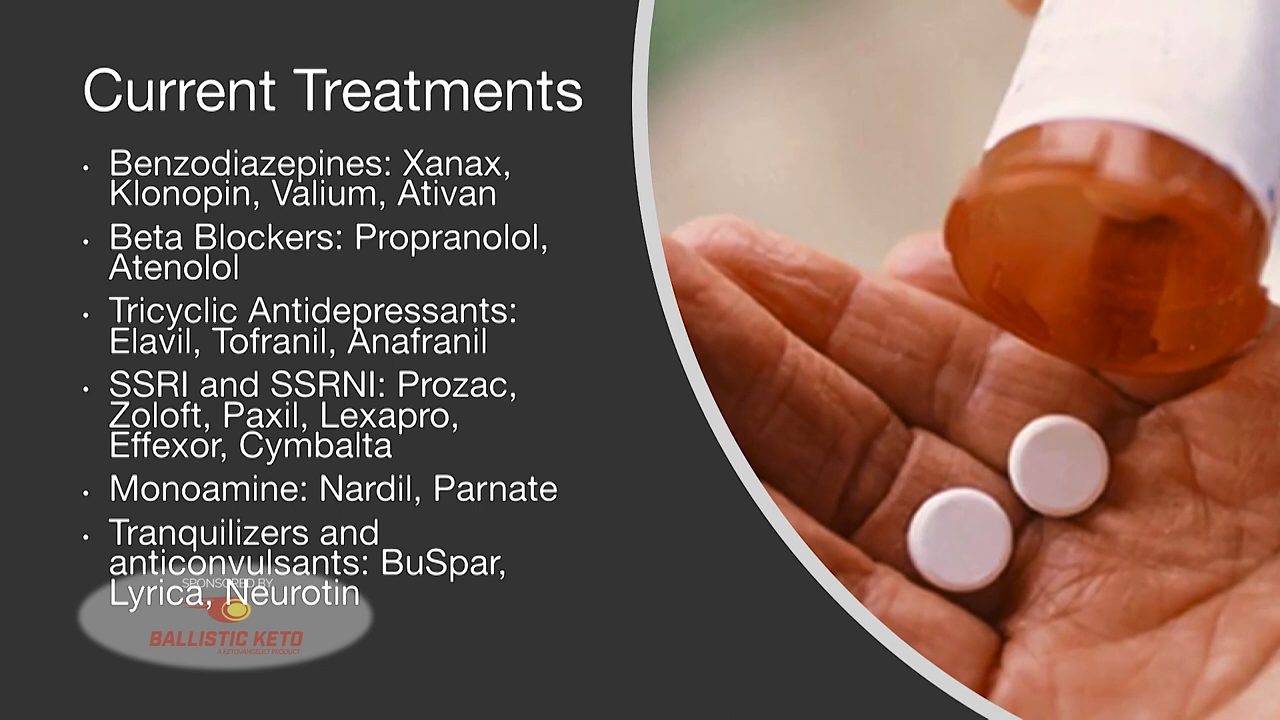 Current Treatments
• Benzodiazepines: Xanax,
Klonopin, Valium, Ativan
• Beta Blockers: Propranolol,
Atenolol
• Tricyclic Antidepressants:
Elavil, Tofranil, Anafranil
• SSRI and SSRNI: Prozac,
Zoloft, Paxil, Lexapro,
Effexor, Cymbalta
• Monoamine: Nardil, Parnate
• Tranquilizers and
anticonvulsants: BuSpar,
Lyrica, Neurotin
SPONSORED BY
BALLISTIC KETO
A KETOVANGELIST PRODUCT